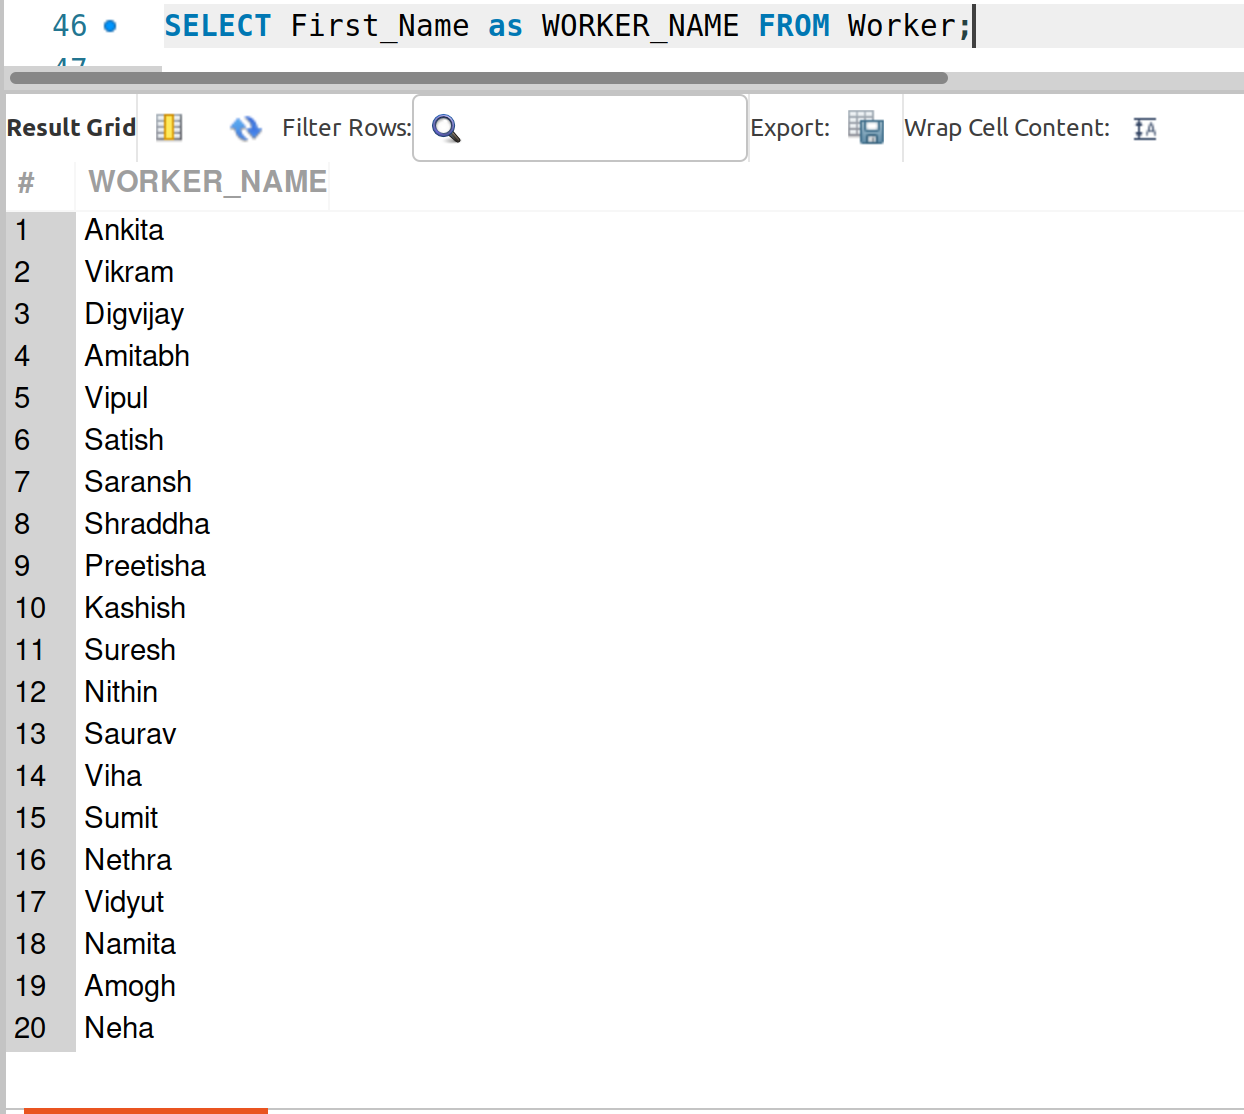 46 SELECT First_Name as WORKER_NAME FROM Worker;
47
Result Grid Filter Rows: Export: Wrap Cell Content:
# WORKER_NAME
1 Ankita
2 Vikram
3 Digvijay
4 Amitabh
5 Vipul
6 Satish
7 Saransh
8 Shraddha
9 Preetisha
10 Kashish
11 Suresh
12 Nithin
13 Saurav
14 Viha
15 Sumit
16 Nethra
17 Vidyut
18 Namita
19 Amogh
20 Neha